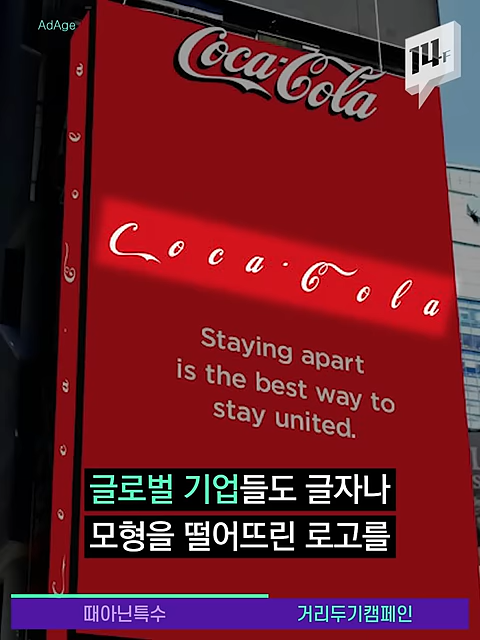 AdAge
14F
Coca-Cola
Coca-Cola
Staying apart
is the best way to
stay united.
글로벌 기업들도 글자나
모형을 떨어뜨린 로고를
때아닌특수
거리두기캠페인